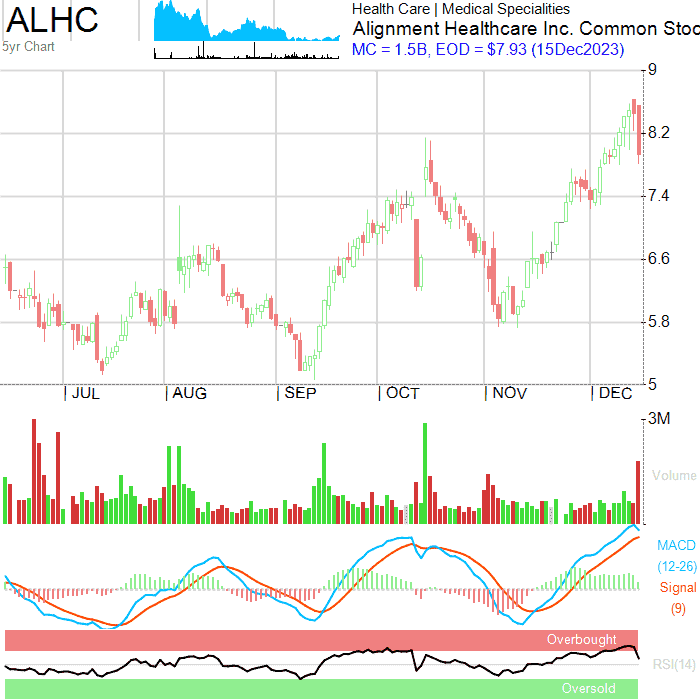 ALHC
5yr Chart
Health Care | Medical Specialities
Alignment Healthcare Inc. Common Stoc
MC = 1.5B, EOD = $7.93 (15Dec2023)
9
8.2
7.4
6.6
5.8
5
| JUL | AUG | SEP | OCT | NOV | DEC
3M
Volume
MACD
(12-26)
Signal
(9)
Overbought
RSI(14)
Oversold